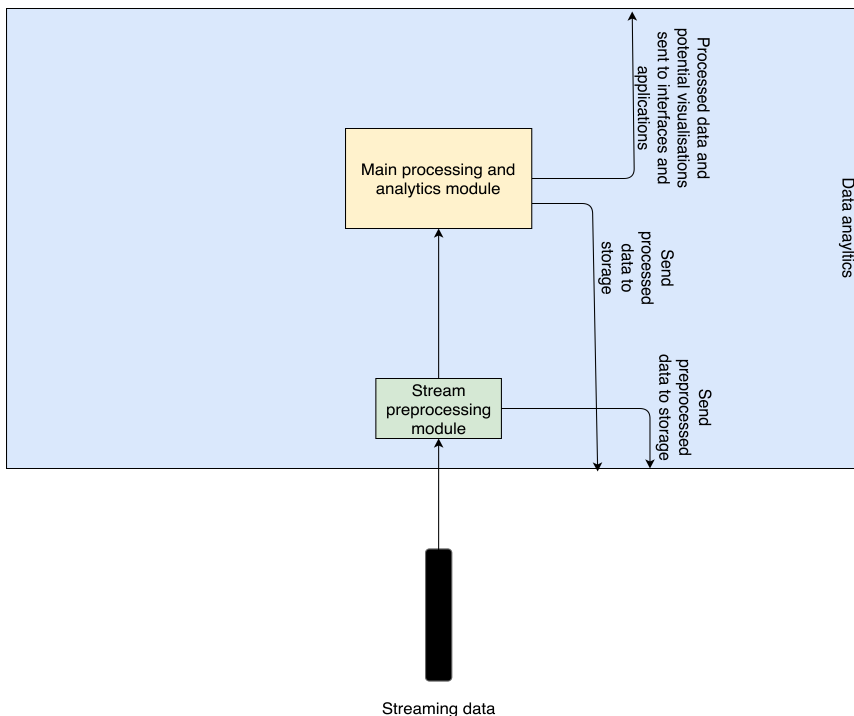 Processed data and
potential visualisations
sent to interfaces and
applications
Main processing and
analytics module
Data anayltics
Send
processed
data to
storage
Send
preprocessed
data to storage
Stream
preprocessing
module
Streaming data